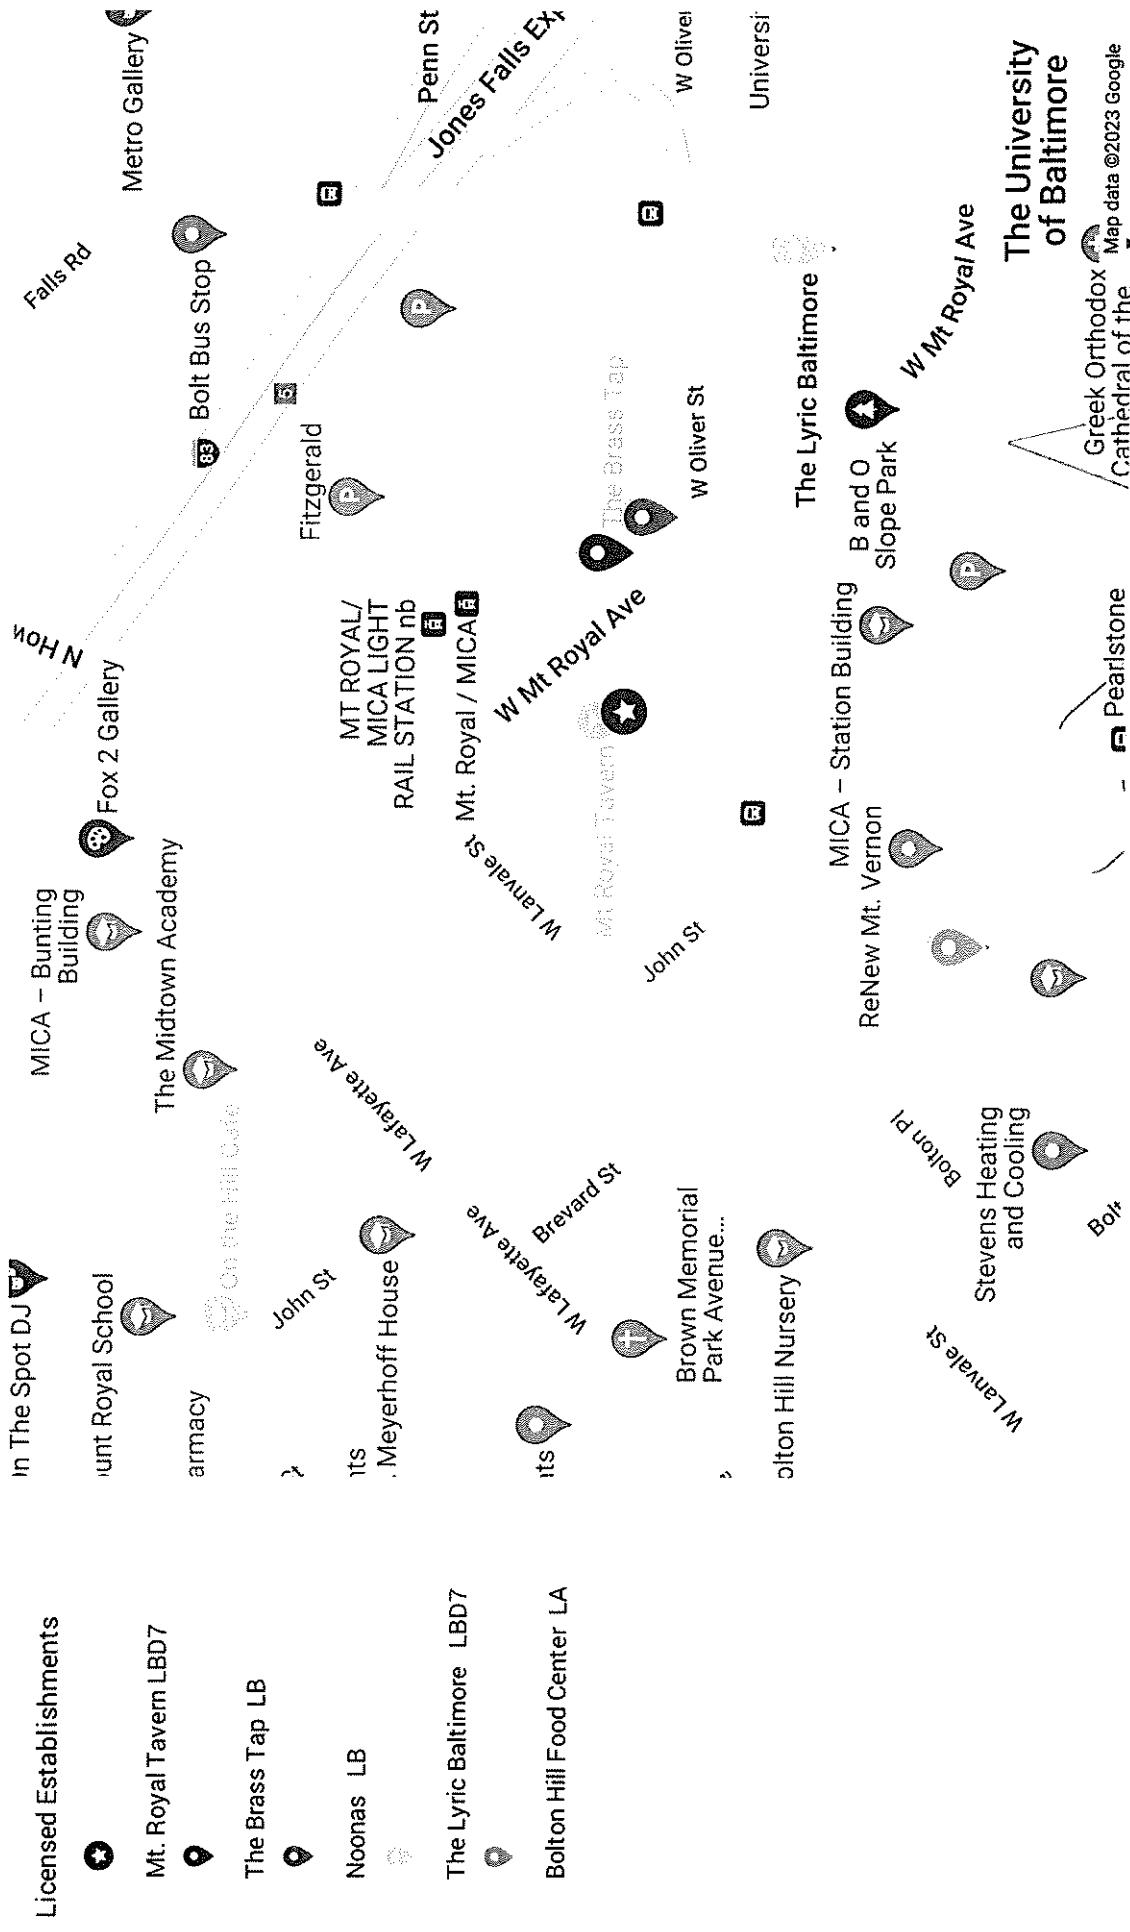 Licensed Establishments
Mt. Royal Tavern LBD7
The Brass Tap LB
Noonas LB
The Lyric Baltimore LBD7
Bolton Hill Food Center LA
n The Spot DJ
MICA – Bunting
Building
Fox 2 Gallery
N How
Falls Rd
Metro Gallery
unt Royal School
The Midtown Academy
83
Bolt Bus Stop
armacy
On the Hill Cafe
John St
5
Fitzgerald
W Lafayette Ave
MT ROYAL/
MICA LIGHT
RAIL STATION nb
P
P
Penn St
Jones Falls Exp
nts
. Meyerhoff House
Mt. Royal / MICA
W Lanvale St
W Mt Royal Ave
W Lafayette Ave
Brevard St
nts
Mt Royal Tavern
The Brass Tap
W Oliver St
W Oliver
John St
Brown Memorial
Park Avenue...
Universi
olton Hill Nursery
The Lyric Baltimore
MICA – Station Building
B and O
Slope Park
W Mt Royal Ave
ReNew Mt. Vernon
Bolton Pl
P
W Lanvale St
Stevens Heating
and Cooling
The University
of Baltimore
Bolt
Pearlstone
Greek Orthodox
Cathedral of the
Map data ©2023 Google